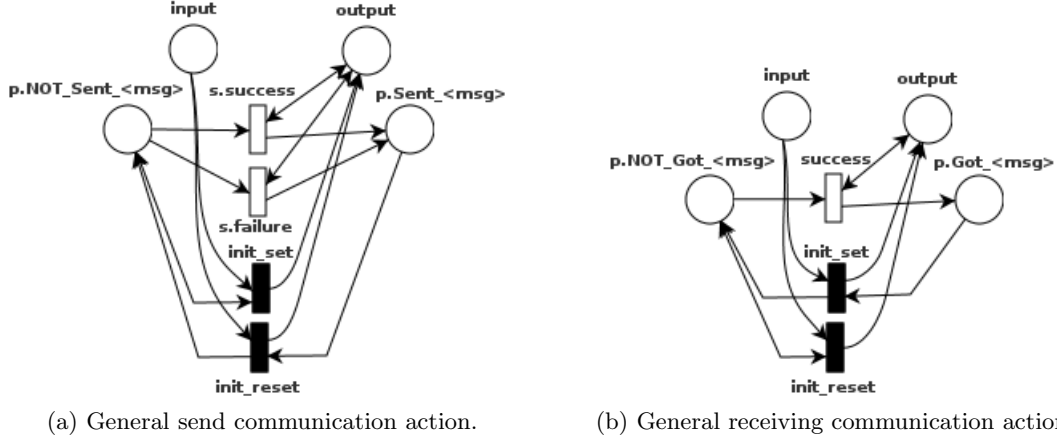 input
output
p.NOT_Sent_<msg>
s.success
p.Sent_<msg>
s.failure
init_set
init_reset
(a) General send communication action.
input
output
p.NOT_Got_<msg>
success
p.Got_<msg>
init_set
init_reset
(b) General receiving communication action